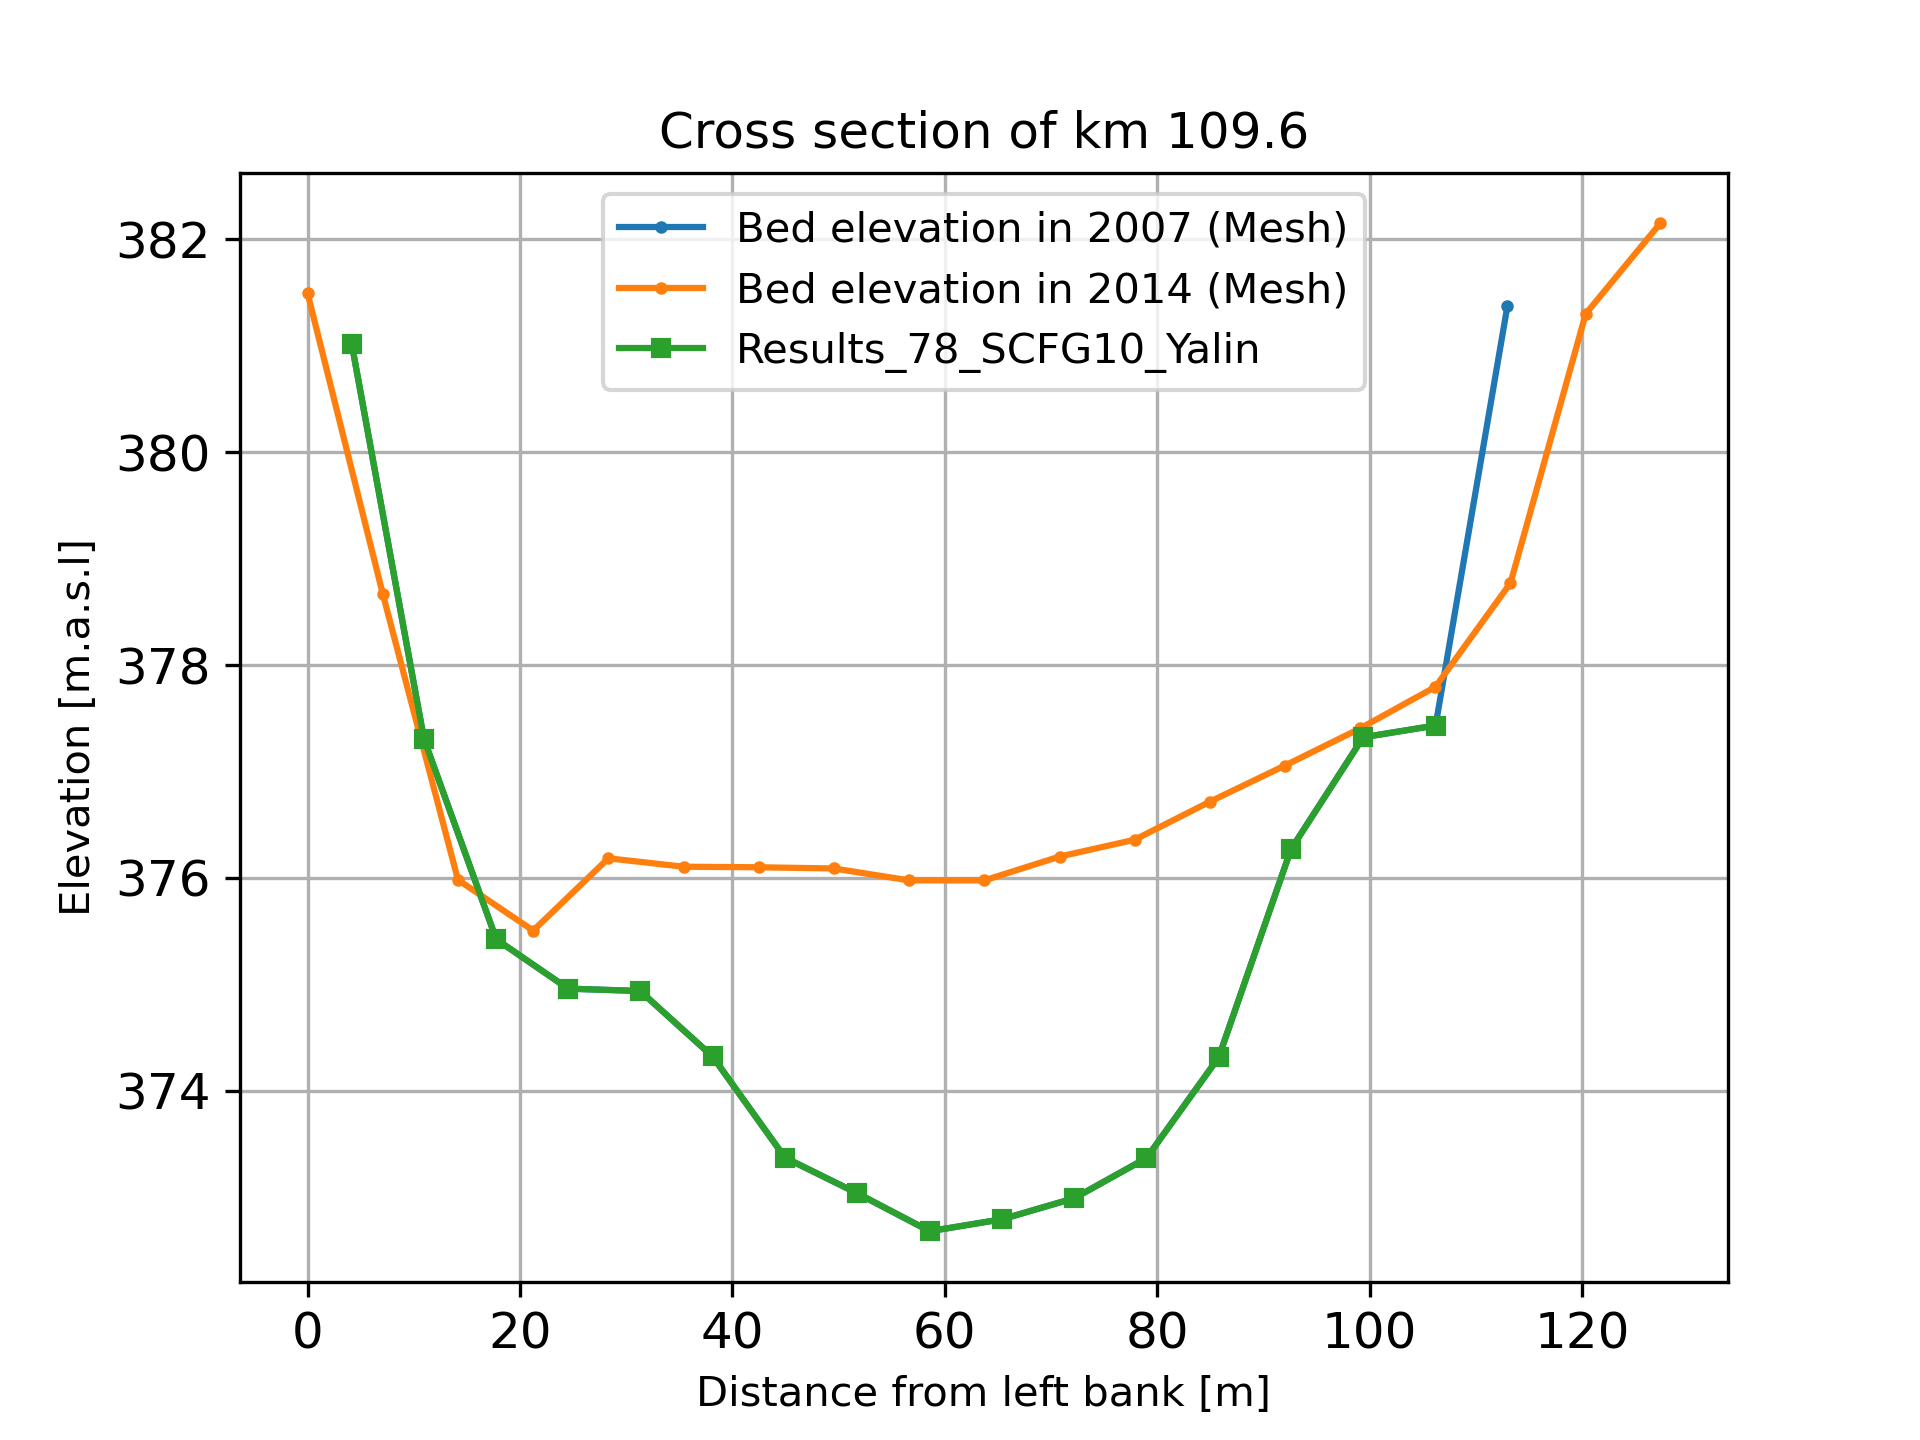 Cross section of km 109.6
Bed elevation in 2007 (Mesh)
Bed elevation in 2014 (Mesh)
Results_78_SCFG10_Yalin
382
380
378
376
374
Elevation [m.a.s.l]
0 20 40 60 80 100 120
Distance from left bank [m]